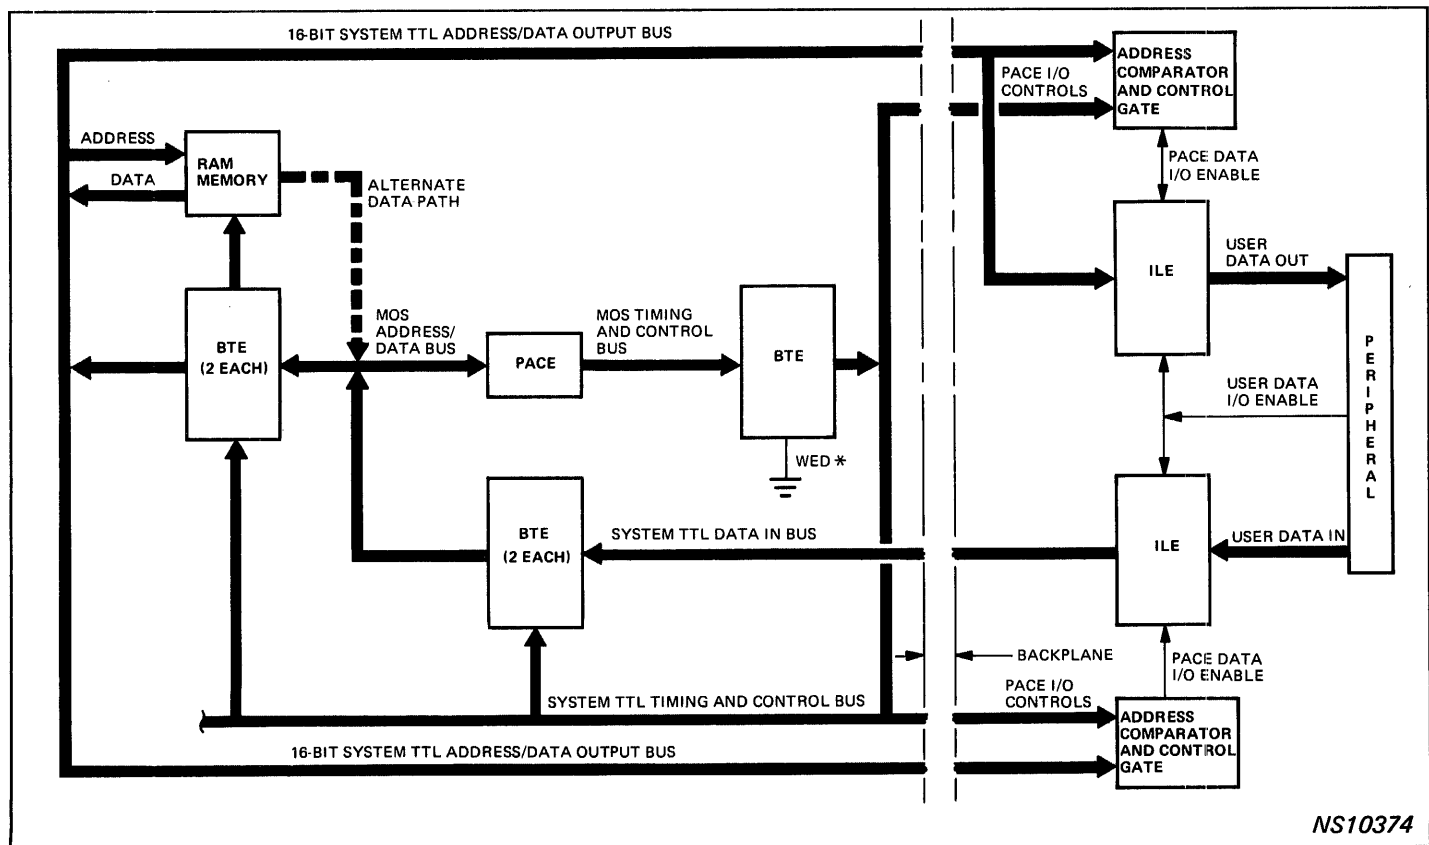 16-BIT SYSTEM TTL ADDRESS/DATA OUTPUT BUS
ADDRESS
COMPARATOR
AND CONTROL
GATE
PACE I/O
CONTROLS
ADDRESS
DATA
RAM
MEMORY
ALTERNATE
DATA PATH
PACE DATA
I/O ENABLE
ILE
USER
DATA OUT
BTE
(2 EACH)
MOS
ADDRESS/
DATA BUS
PACE
MOS TIMING
AND CONTROL
BUS
BTE
WED *
USER DATA
I/O ENABLE
PERIPHERAL
BTE
(2 EACH)
SYSTEM TTL DATA IN BUS
ILE
USER DATA IN
BACKPLANE
PACE DATA
I/O ENABLE
SYSTEM TTL TIMING AND CONTROL BUS
PACE I/O
CONTROLS
ADDRESS
COMPARATOR
AND CONTROL
GATE
16-BIT SYSTEM TTL ADDRESS/DATA OUTPUT BUS
NS10374